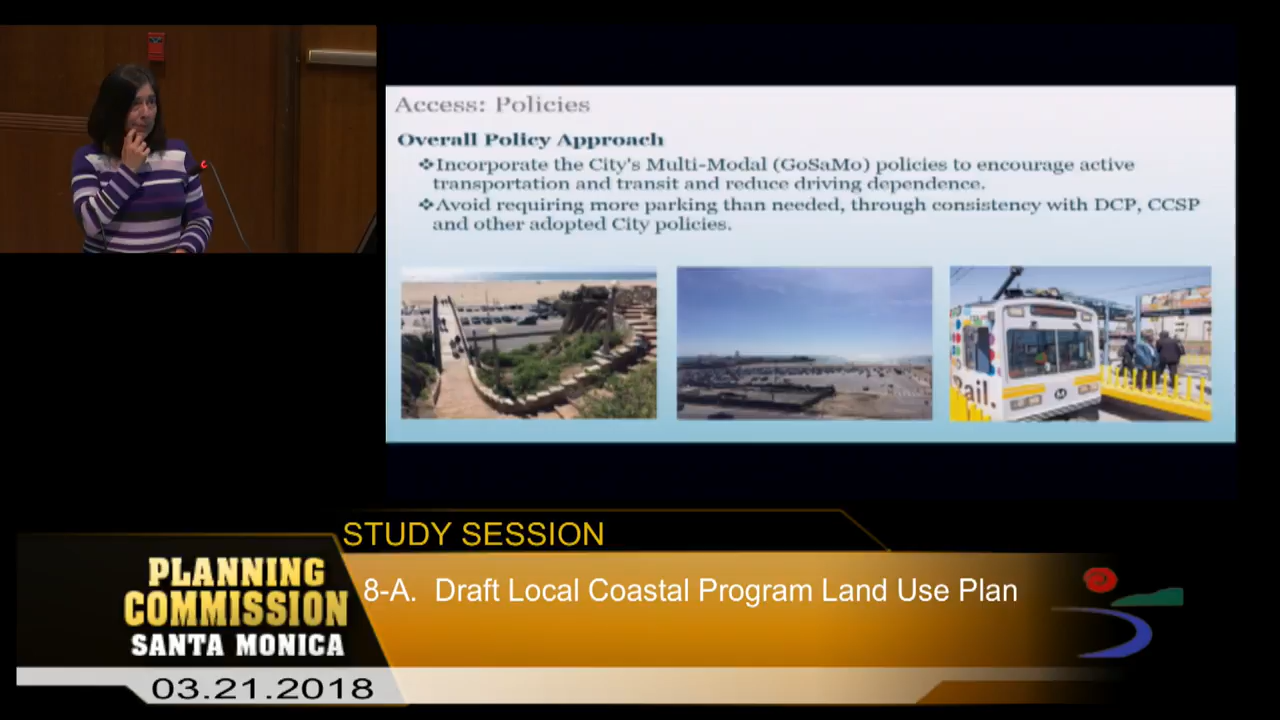 Access: Policies
Overall Policy Approach
❖Incorporate the City's Multi-Modal (GoSaMo) policies to encourage active
transportation and transit and reduce driving dependence.
❖Avoid requiring more parking than needed, through consistency with DCP, CCSP
and other adopted City policies.
Rail.
M
STUDY SESSION
8-A. Draft Local Coastal Program Land Use Plan
PLANNING
COMMISSION
SANTA MONICA
03.21.2018